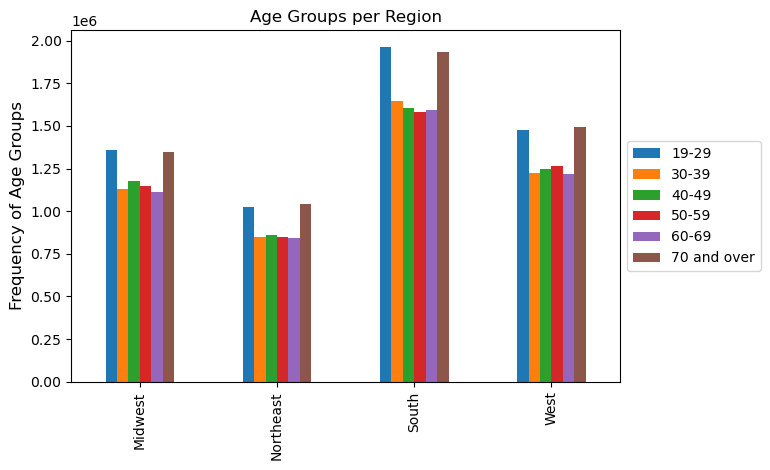 Age Groups per Region
1e6
Frequency of Age Groups
2.00
1.75
1.50
1.25
1.00
0.75
0.50
0.25
0.00
Midwest
Northeast
South
West
19-29
30-39
40-49
50-59
60-69
70 and over